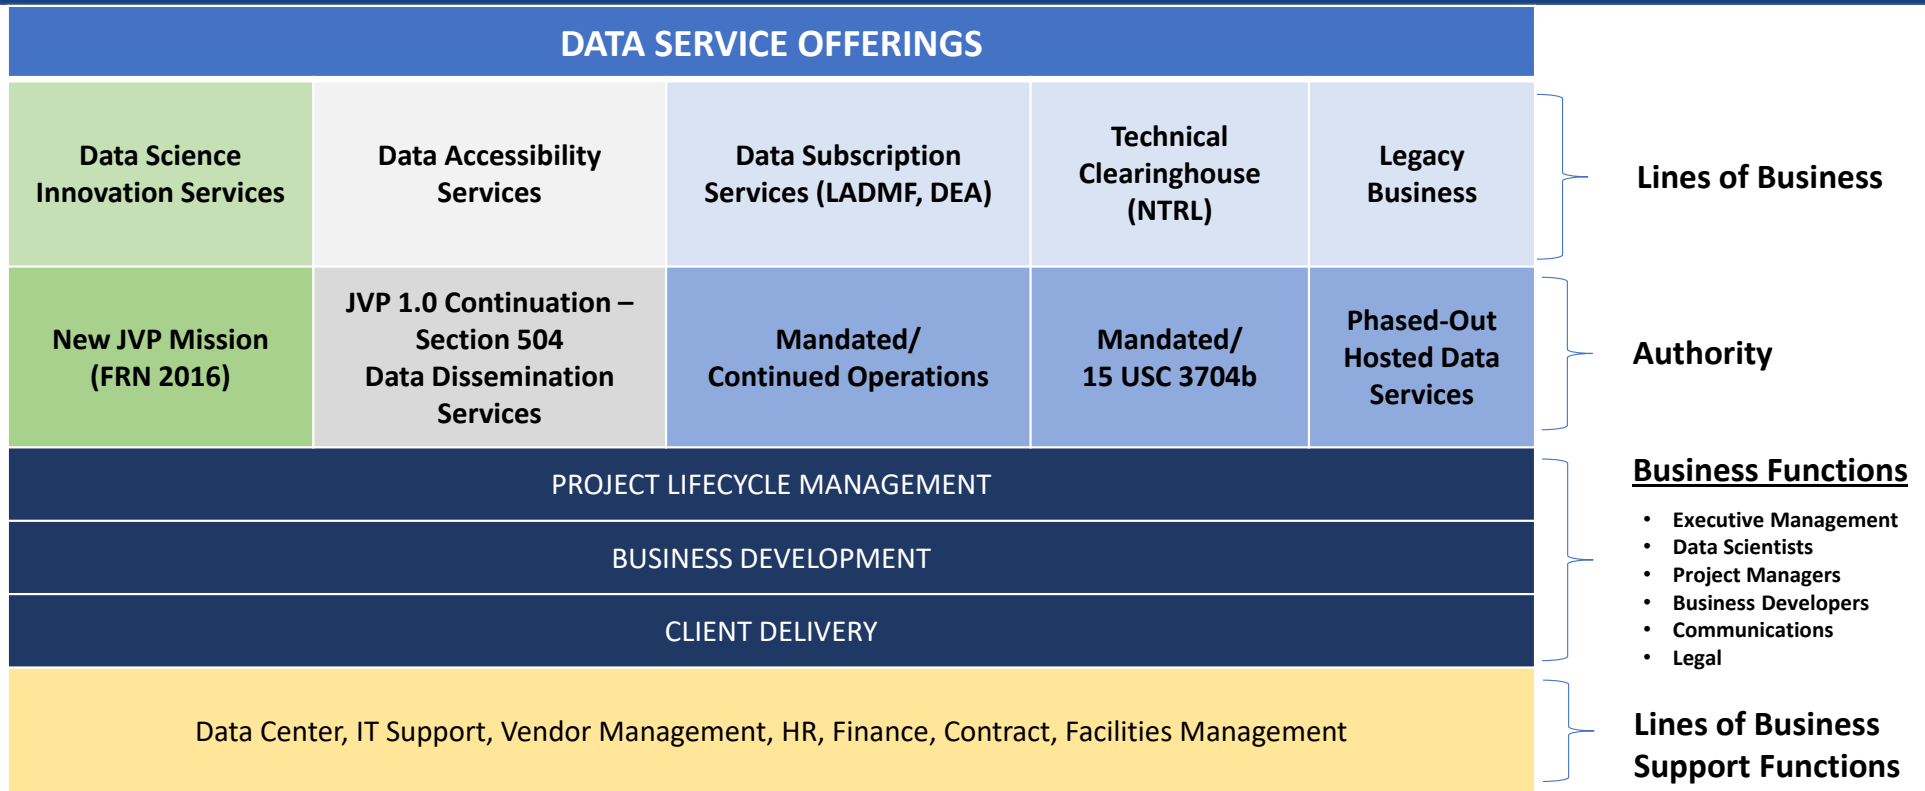 DATA SERVICE OFFERINGS
Data Science
Innovation Services
Data Accessibility
Services
Data Subscription
Services (LADMF, DEA)
Technical
Clearinghouse
(NTRL)
Legacy
Business
Lines of Business
New JVP Mission
(FRN 2016)
JVP 1.0 Continuation –
Section 504
Data Dissemination
Services
Mandated/
Continued Operations
Mandated/
15 USC 3704b
Phased-Out
Hosted Data
Services
Authority
PROJECT LIFECYCLE MANAGEMENT
BUSINESS DEVELOPMENT
CLIENT DELIVERY
Business Functions
• Executive Management
• Data Scientists
• Project Managers
• Business Developers
• Communications
• Legal
Data Center, IT Support, Vendor Management, HR, Finance, Contract, Facilities Management
Lines of Business
Support Functions